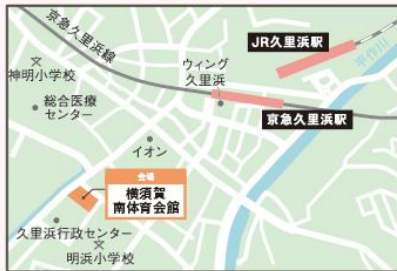 京急久里浜線
JR久里浜駅
平作川
神明小学校
ウィング
久里浜
総合医療
センター
京急久里浜駅
イオン
会場
横須賀
南体育会館
久里浜行政センター
明浜小学校